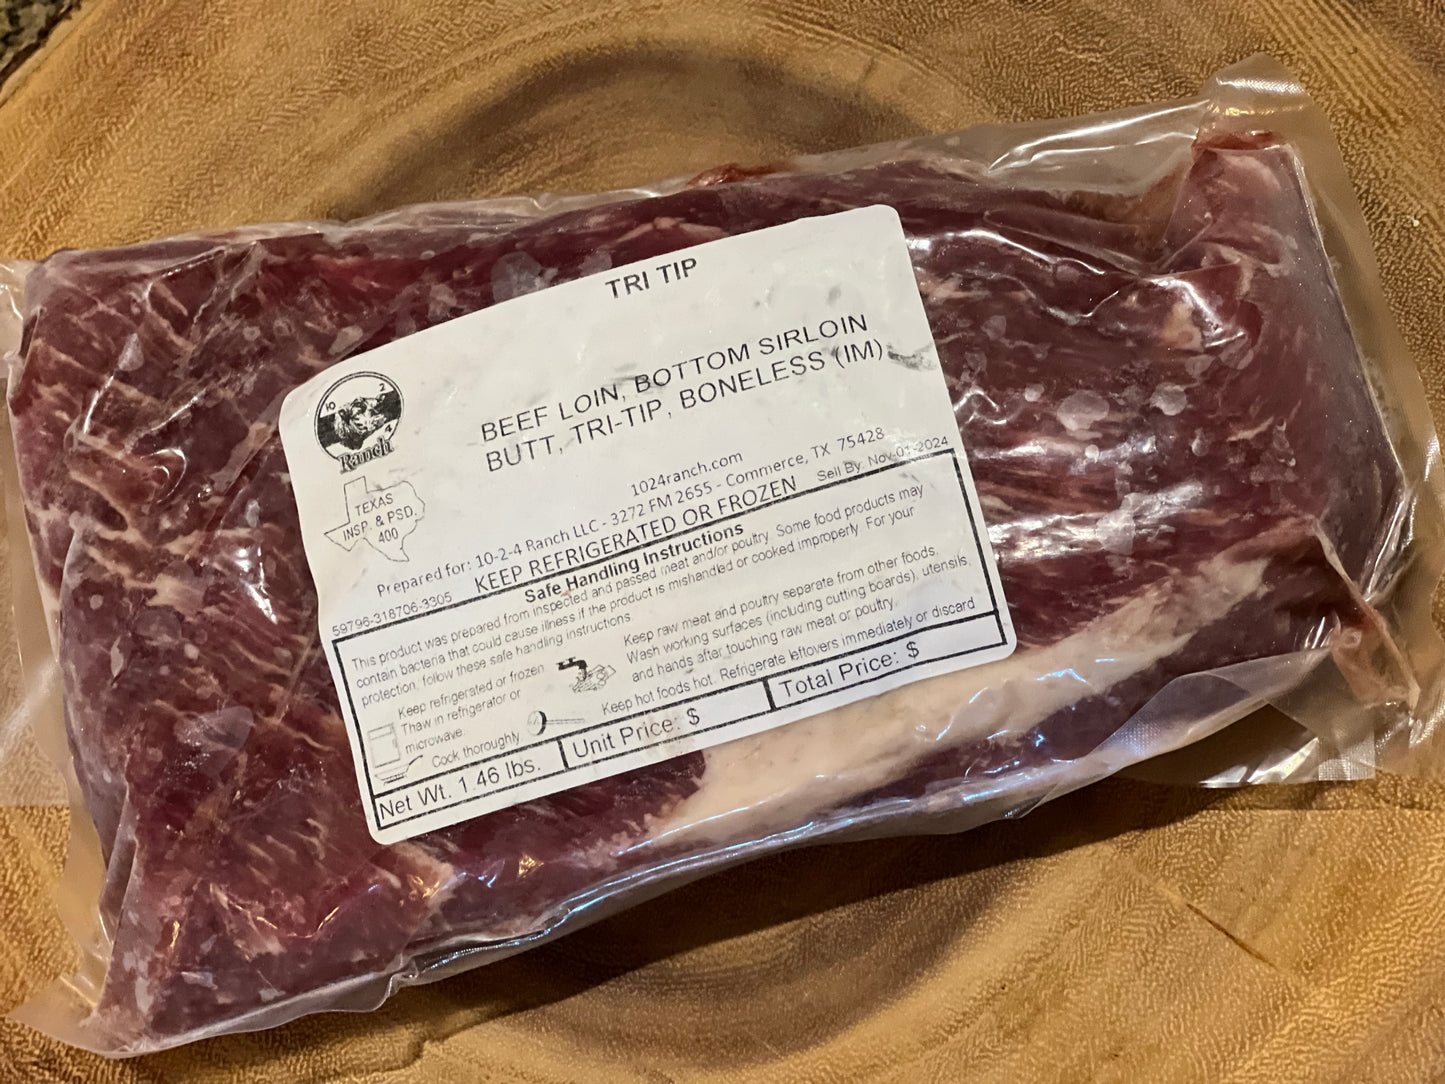 TRI TIP
BEEF LOIN, BOTTOM SIRLOIN
BUTT, TRI-TIP, BONELESS (IM)
10 2 4
Ranch
TEXAS
INSP. & PSD.
400
1024ranch.com
Prepared for: 10-2-4 Ranch LLC - 3272 FM 2655 - Commerce, TX 75428
59796-318706-3305 KEEP REFRIGERATED OR FROZEN Sell By: Nov-01-2024
Safe Handling Instructions
This product was prepared from inspected and passed meat and/or poultry. Some food products may
contain bacteria that could cause illness if the product is mishandled or cooked improperly. For your
protection, follow these safe handling instructions.
Keep refrigerated or frozen.
Thaw in refrigerator or
microwave.
Keep raw meat and poultry separate from other foods.
Wash working surfaces (including cutting boards), utensils,
and hands after touching raw meat or poultry.
Cook thoroughly.
Keep hot foods hot. Refrigerate leftovers immediately or discard
Net Wt. 1.46 lbs. Unit Price: $ Total Price: $